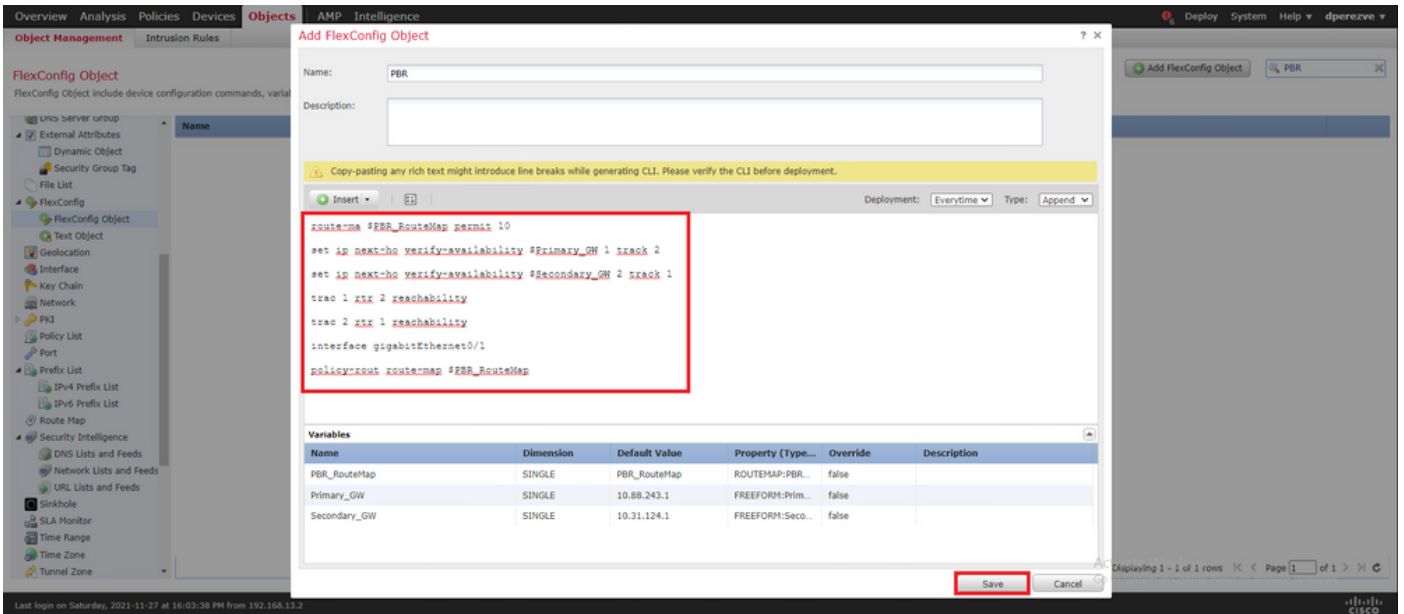 Overview Analysis Policies Devices Objects AMP Intelligence
Deploy System Help dperezve
Object Management Intrusion Rules
Add FlexConfig Object ? ×
FlexConfig Object
FlexConfig Object include device configuration commands, varia
Add FlexConfig Object
PBR
Name: PBR
Description:
Copy-pasting any rich text might introduce line breaks while generating CLI. Please verify the CLI before deployment.
Insert
Deployment: Everytime Type: Append
route-ma $PBR_RouteMap permit 10
set ip next-ho verify-availability $Primary_GW 1 track 2
set ip next-ho verify-availability $Secondary_GW 2 track 1
trac 1 rtr 2 reachability
trac 2 rtr 1 reachability
interface gigabitEthernet0/1
policy-rout route-map $PBR_RouteMap
DNS Server Group
External Attributes
Dynamic Object
Security Group Tag
File List
FlexConfig
FlexConfig Object
Text Object
Geolocation
Interface
Key Chain
Network
PKI
Policy List
Port
Prefix List
IPv4 Prefix List
IPv6 Prefix List
Route Map
Security Intelligence
DNS Lists and Feeds
Network Lists and Feeds
URL Lists and Feeds
Sinkhole
SLA Monitor
Time Range
Time Zone
Tunnel Zone
Name
Variables
Name Dimension Default Value Property (Type... Override Description
PBR_RouteMap SINGLE PBR_RouteMap ROUTEMAP:PBR... false
Primary_GW SINGLE 10.88.243.1 FREEFORM:Prim... false
Secondary_GW SINGLE 10.31.124.1 FREEFORM:Seco... false
Save Cancel
Displaying 1 - 1 of 1 rows Page 1 of 1
Last login on Saturday, 2021-11-27 at 16:03:38 PM from 192.168.13.2
CISCO